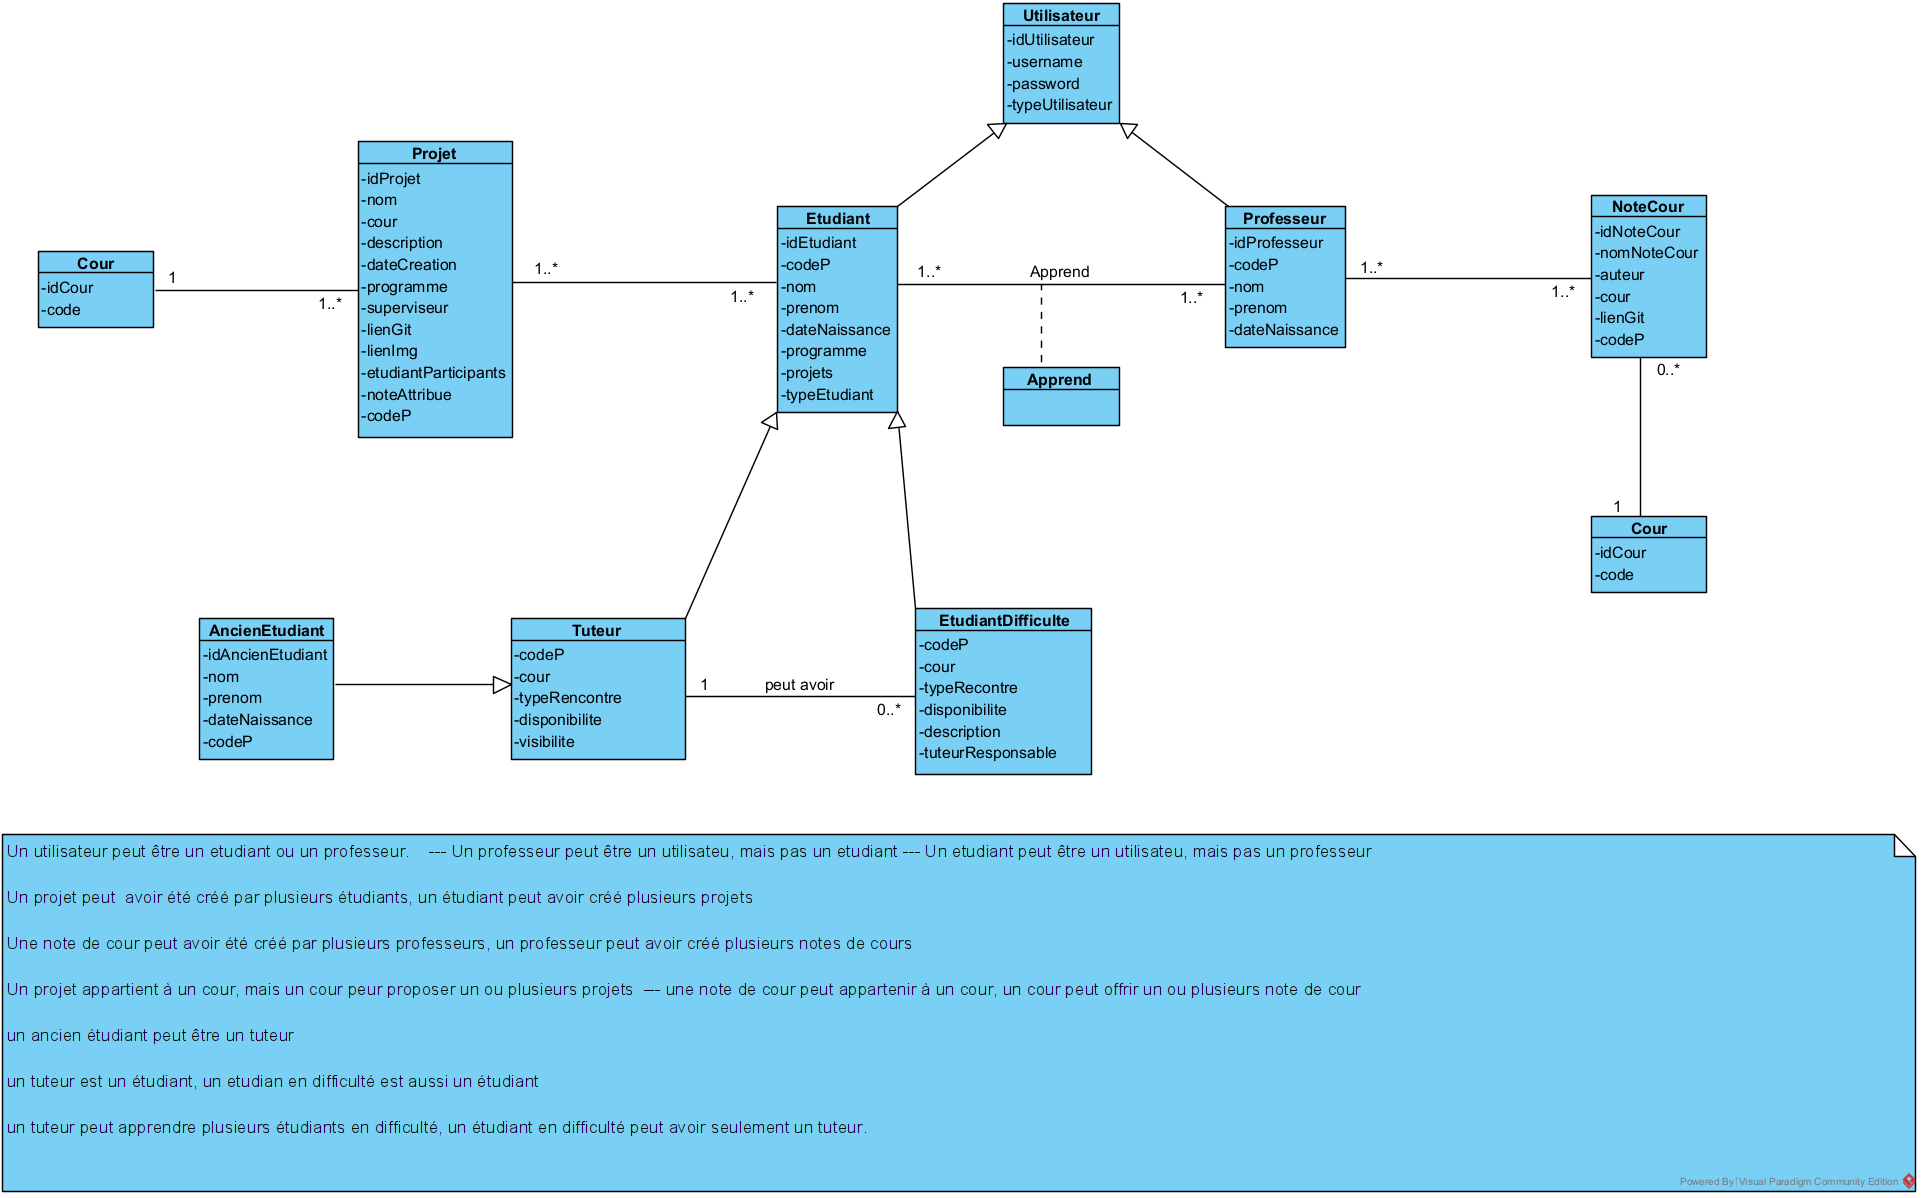 Utilisateur
-idUtilisateur
-username
-password
-typeUtilisateur
Projet
-idProjet
-nom
-cour
-description
-dateCreation
-programme
-superviseur
-lienGit
-lienImg
-etudiantParticipants
-noteAttribue
-codeP
Cour
-idCour
-code
1
1..*
1..*
1..*
Etudiant
-idEtudiant
-codeP
-nom
-prenom
-dateNaissance
-programme
-projets
-typeEtudiant
1..*
Apprend
1..*
Apprend
Professeur
-idProfesseur
-codeP
-nom
-prenom
-dateNaissance
1..*
1..*
NoteCour
-idNoteCour
-nomNoteCour
-auteur
-cour
-lienGit
-codeP
0..*
1
Cour
-idCour
-code
AncienEtudiant
-idAncienEtudiant
-nom
-prenom
-dateNaissance
-codeP
Tuteur
-codeP
-cour
-typeRencontre
-disponibilite
-visibilite
1
peut avoir
0..*
EtudiantDifficulte
-codeP
-cour
-typeRecontre
-disponibilite
-description
-tuteurResponsable
Un utilisateur peut être un etudiant ou un professeur. --- Un professeur peut être un utilisateu, mais pas un etudiant --- Un etudiant peut être un utilisateu, mais pas un professeur
Un projet peut avoir été créé par plusieurs étudiants, un étudiant peut avoir créé plusieurs projets
Une note de cour peut avoir été créé par plusieurs professeurs, un professeur peut avoir créé plusieurs notes de cours
Un projet appartient à un cour, mais un cour peur proposer un ou plusieurs projets --- une note de cour peut appartenir à un cour, un cour peut offrir un ou plusieurs note de cour
un ancien étudiant peut être un tuteur
un tuteur est un étudiant, un etudian en difficulté est aussi un étudiant
un tuteur peut apprendre plusieurs étudiants en difficulté, un étudiant en difficulté peut avoir seulement un tuteur.
Powered By Visual Paradigm Community Edition